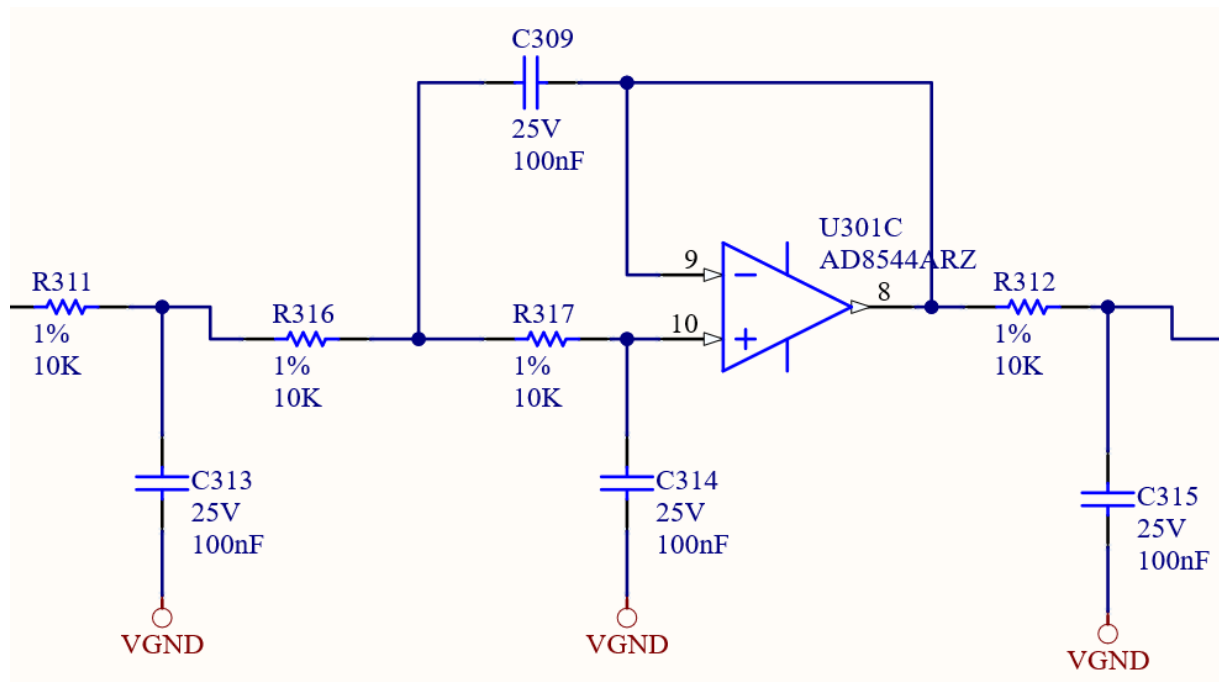 C309
25V
100nF
U301C
AD8544ARZ
9
8
10
R311
1%
10K
R316
1%
10K
R317
1%
10K
R312
1%
10K
C313
25V
100nF
C314
25V
100nF
C315
25V
100nF
VGND
VGND
VGND